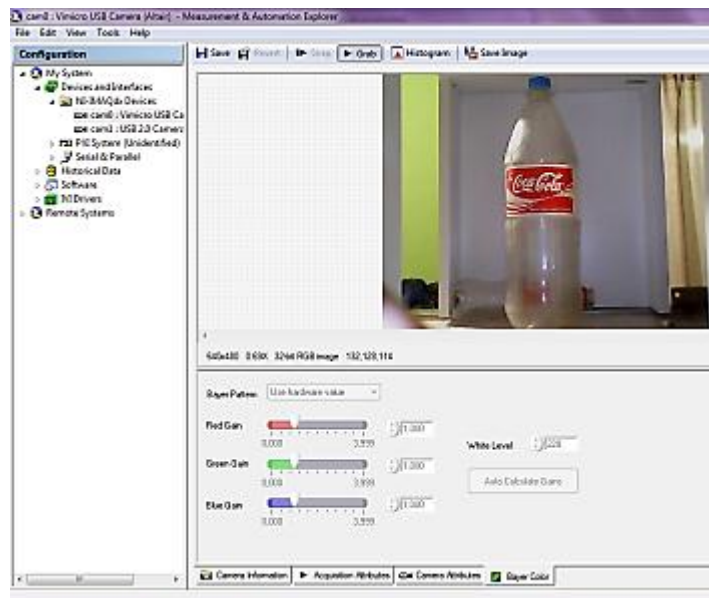 cam0 : Vimicro USB Camera (Altair) - Measurement & Automation Explorer
File Edit View Tools Help
Configuration
Save Revert Snap Grab Histogram Save Image
My System
Devices and Interfaces
NI-IMAQdx Devices
cam0 : Vimicro USB Ca
cam1 : USB 2.0 Camera
PXI System (Unidentified)
Serial & Parallel
Historical Data
Software
IVI Drivers
Remote Systems
Coca-Cola
640x480 0.68X 32-bit RGB image 132,128,114
Bayer Pattern Use hardware value
Red Gain 1.000
0,000 3,999
White Level 220
Green Gain 1.000
0,000 3,999
Auto Calculate Gains
Blue Gain 1.000
0,000 3,999
Camera Information Acquisition Attributes Camera Attributes Bayer Color